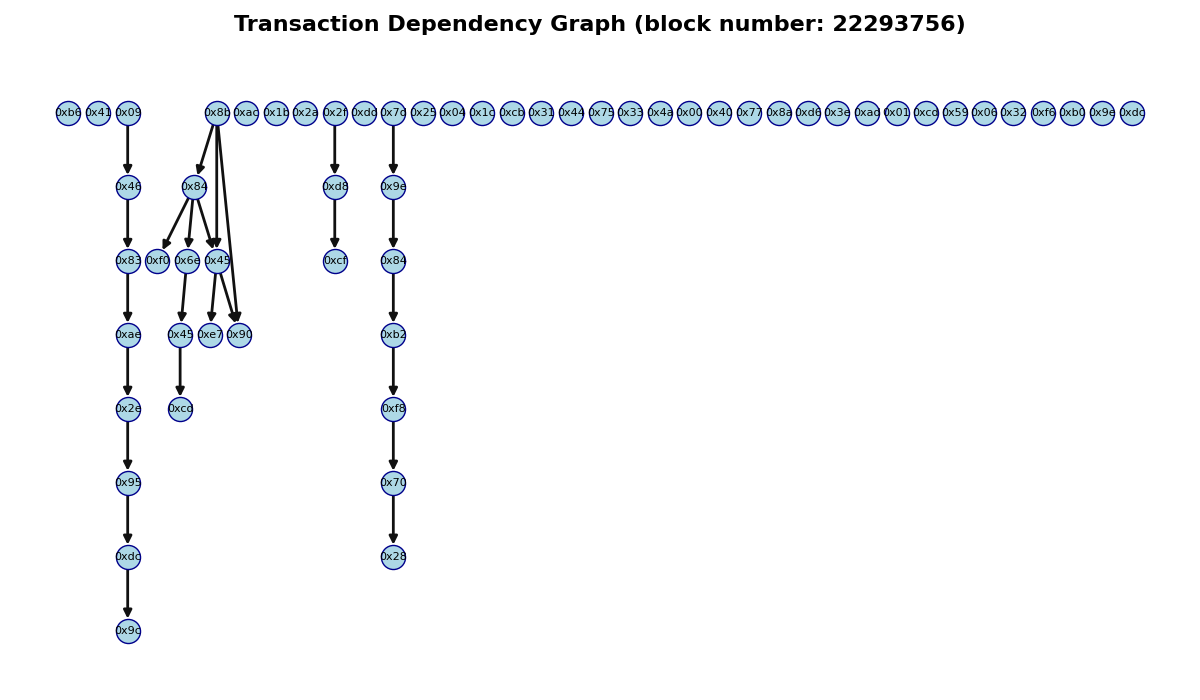 Transaction Dependency Graph (block number: 22293756)
0xb6 0x41 0x09 0x8b 0xac 0x1b 0x2a 0x2f 0xdd 0x7d 0x25 0x04 0x1c 0xcb 0x31 0x44 0x75 0x33 0x4a 0x00 0x40 0x77 0x8a 0xd6 0x3e 0xad 0x01 0xcd 0x59 0x06 0x32 0xf6 0xb0 0x9e 0xdc
0x46 0x84 0xd8 0x9e
0x83 0xf0 0x6e 0x45 0xcf 0x84
0xae 0x45 0xe7 0x90 0xb2
0x2e 0xcd 0xf8
0x95 0x70
0xdc 0x28
0x9c